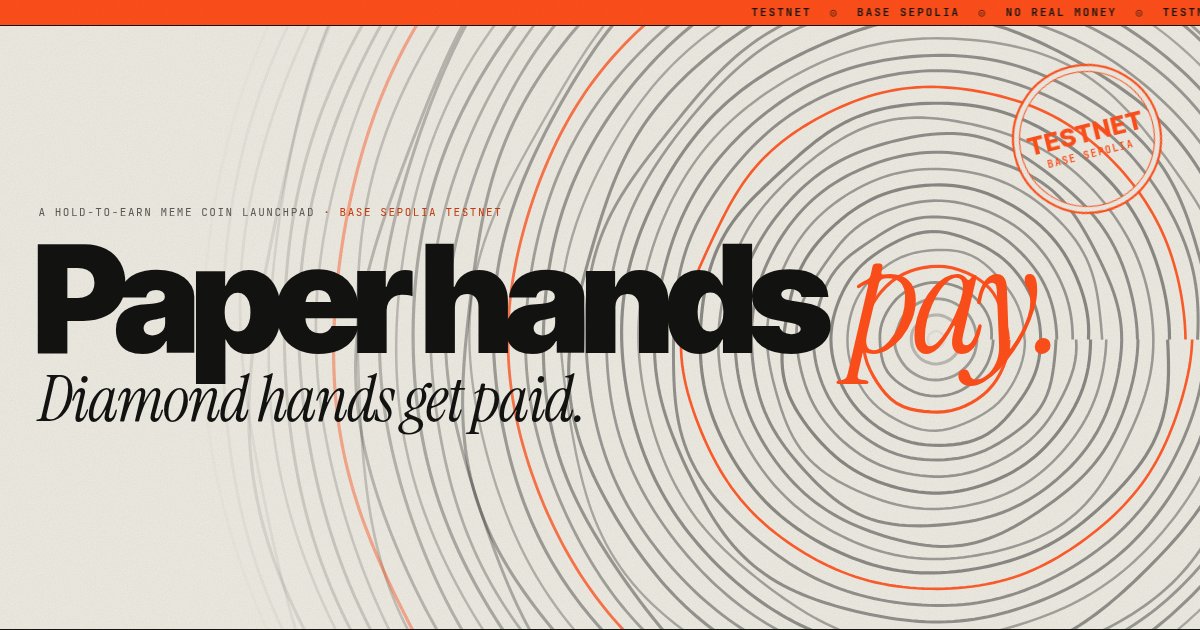 TESTNET ◎ BASE SEPOLIA ◎ NO REAL MONEY ◎ TESTN
TESTNET
BASE SEPOLIA
A HOLD-TO-EARN MEME COIN LAUNCHPAD · BASE SEPOLIA TESTNET
Paper hands pay.
Diamond hands get paid.